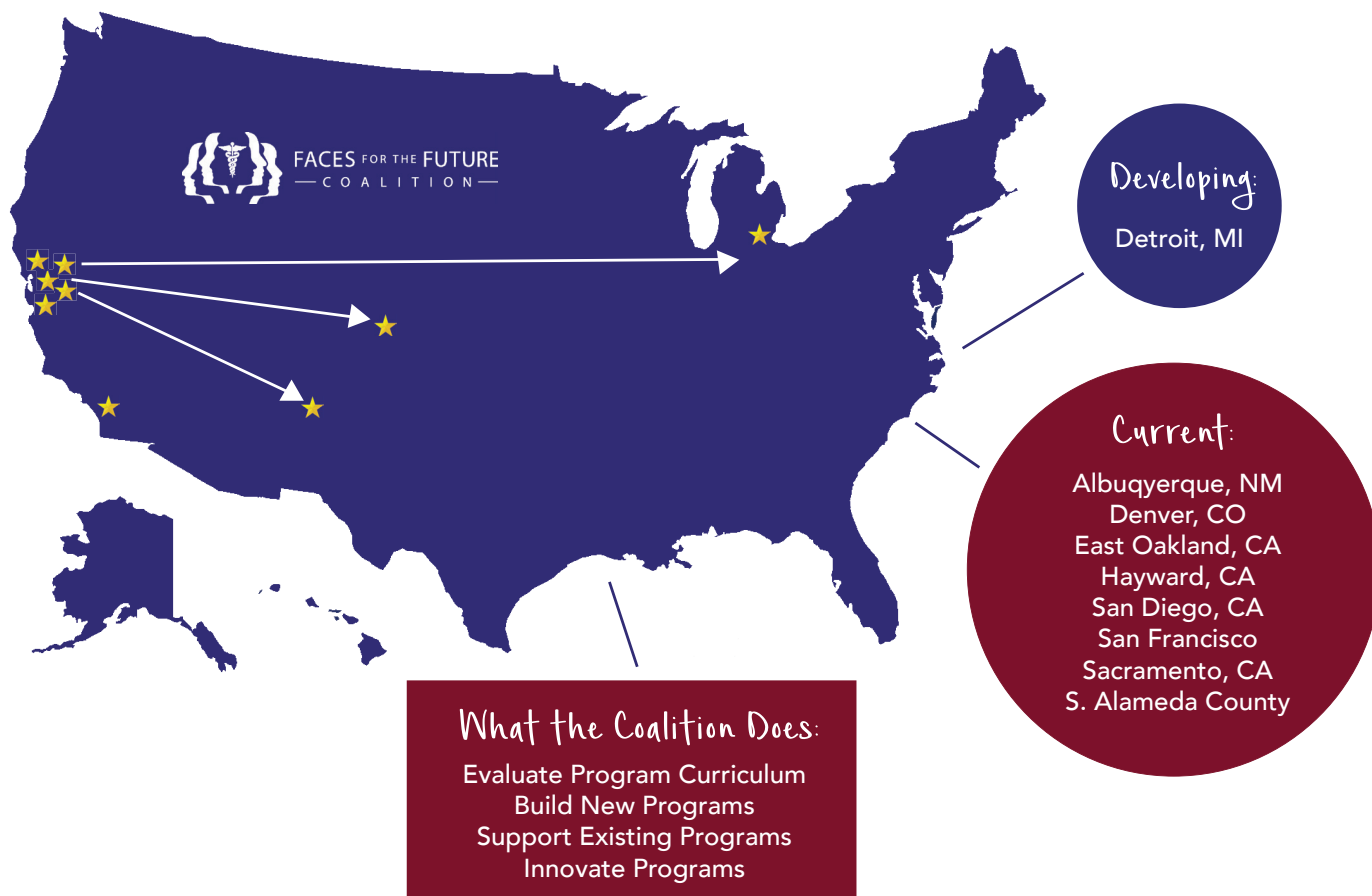 FACES FOR THE FUTURE
COALITION
Developing:
Detroit, MI
Current:
Albuqyerque, NM
Denver, CO
East Oakland, CA
Hayward, CA
San Diego, CA
San Francisco
Sacramento, CA
S. Alameda County
What the Coalition Does:
Evaluate Program Curriculum
Build New Programs
Support Existing Programs
Innovate Programs